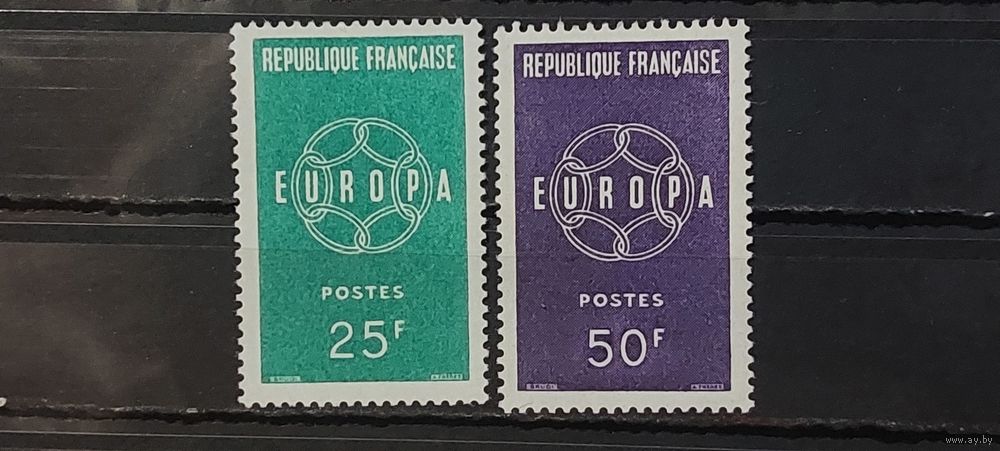 REPUBLIQUE FRANÇAISE
EUROPA
POSTES
25F
REPUBLIQUE FRANÇAISE
EUROPA
POSTES
50F
www.ay.by